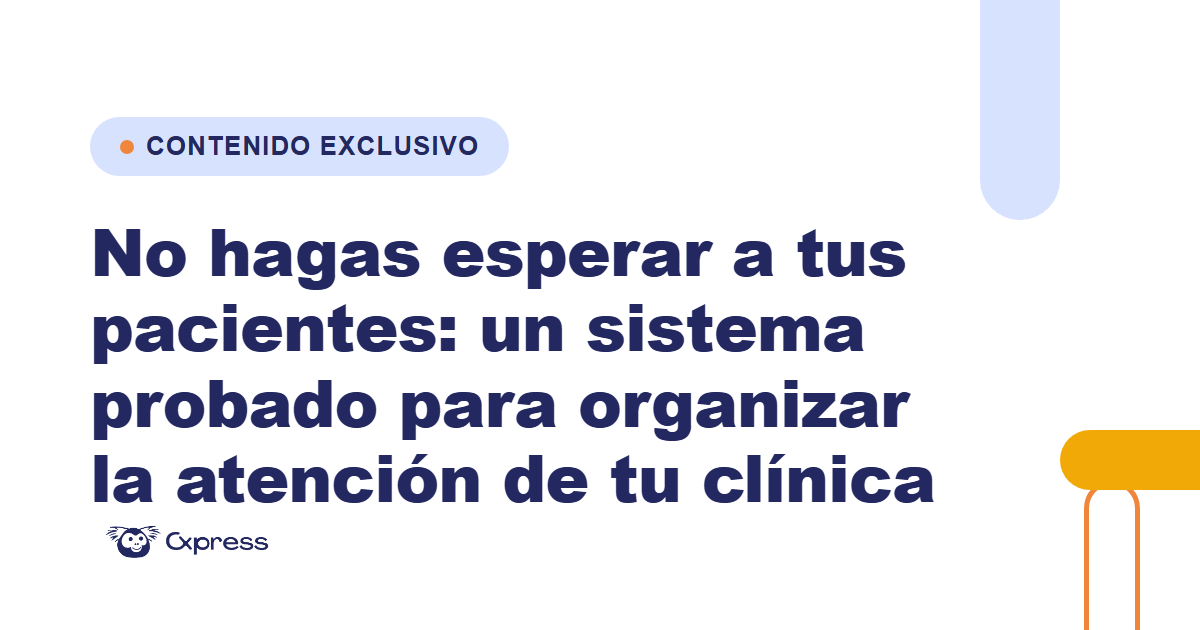 CONTENIDO EXCLUSIVO
No hagas esperar a tus
pacientes: un sistema
probado para organizar
la atención de tu clínica
Cxpress